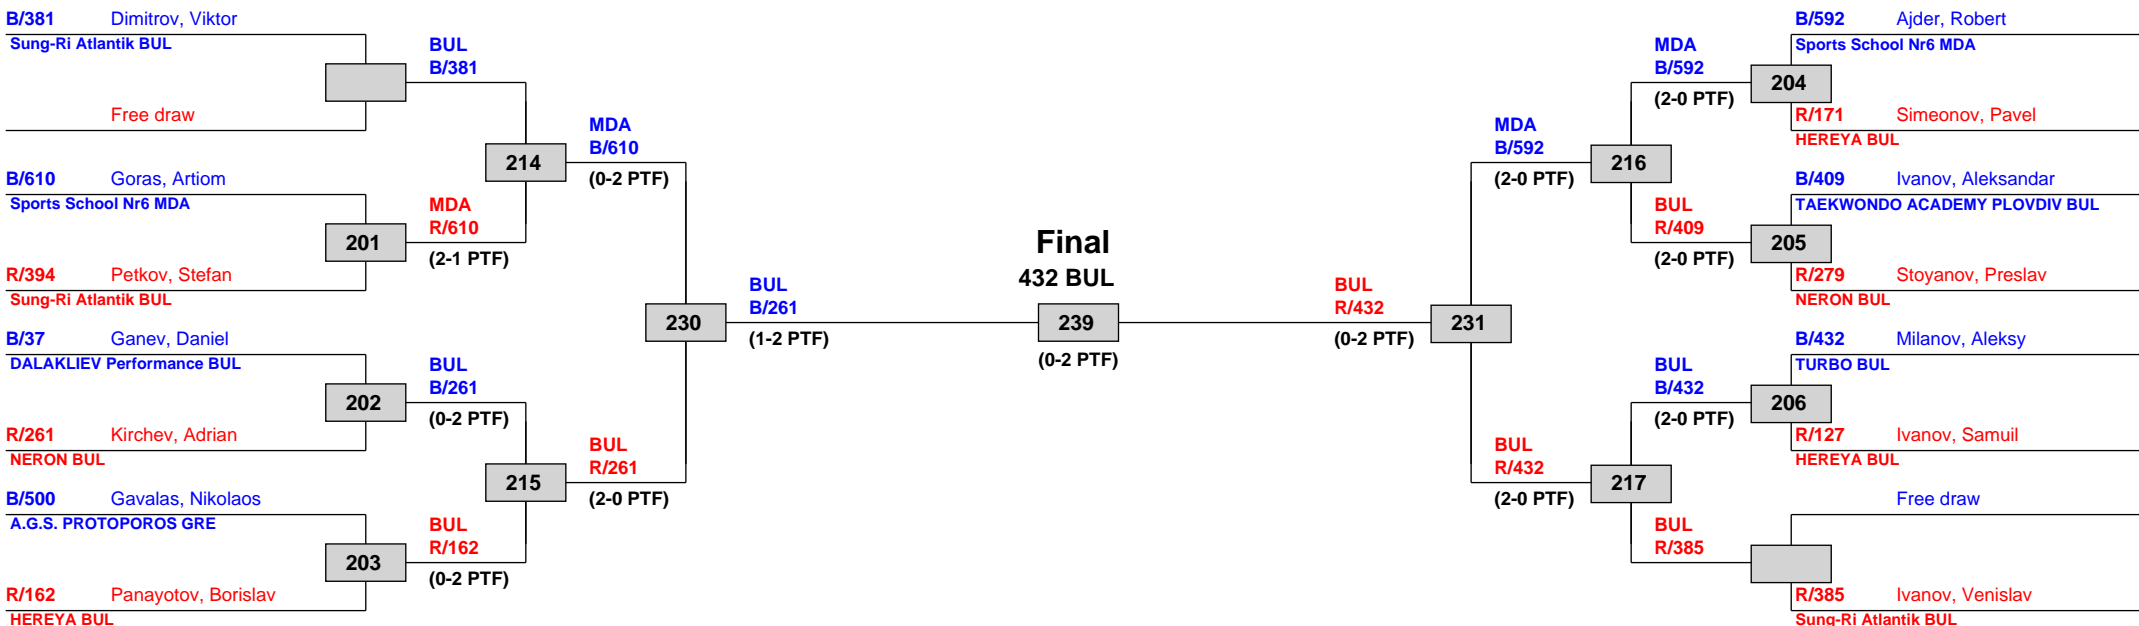 B/381 Dimitrov, Viktor
Sung-Ri Atlantik BUL
Free draw
B/610 Goras, Artiom
Sports School Nr6 MDA
201
R/394 Petkov, Stefan
Sung-Ri Atlantik BUL
B/37 Ganev, Daniel
DALAKLIEV Performance BUL
202
R/261 Kirchev, Adrian
NERON BUL
B/500 Gavalas, Nikolaos
A.G.S. PROTOPOROS GRE
203
R/162 Panayotov, Borislav
HEREYA BUL
BUL
B/381
214
MDA
R/610
(2-1 PTF)
BUL
B/261
(0-2 PTF)
215
BUL
R/162
(0-2 PTF)
MDA
B/610
(0-2 PTF)
230
BUL
R/261
(2-0 PTF)
BUL
B/261
(1-2 PTF)
Final
432 BUL
239
(0-2 PTF)
BUL
R/432
(0-2 PTF)
231
MDA
B/592
(2-0 PTF)
BUL
R/432
(2-0 PTF)
MDA
B/592
(2-0 PTF)
216
BUL
R/409
(2-0 PTF)
BUL
B/432
(2-0 PTF)
217
BUL
R/385
B/592 Ajder, Robert
Sports School Nr6 MDA
204
R/171 Simeonov, Pavel
HEREYA BUL
B/409 Ivanov, Aleksandar
TAEKWONDO ACADEMY PLOVDIV BUL
205
R/279 Stoyanov, Preslav
NERON BUL
B/432 Milanov, Aleksy
TURBO BUL
206
R/127 Ivanov, Samuil
HEREYA BUL
Free draw
R/385 Ivanov, Venislav
Sung-Ri Atlantik BUL